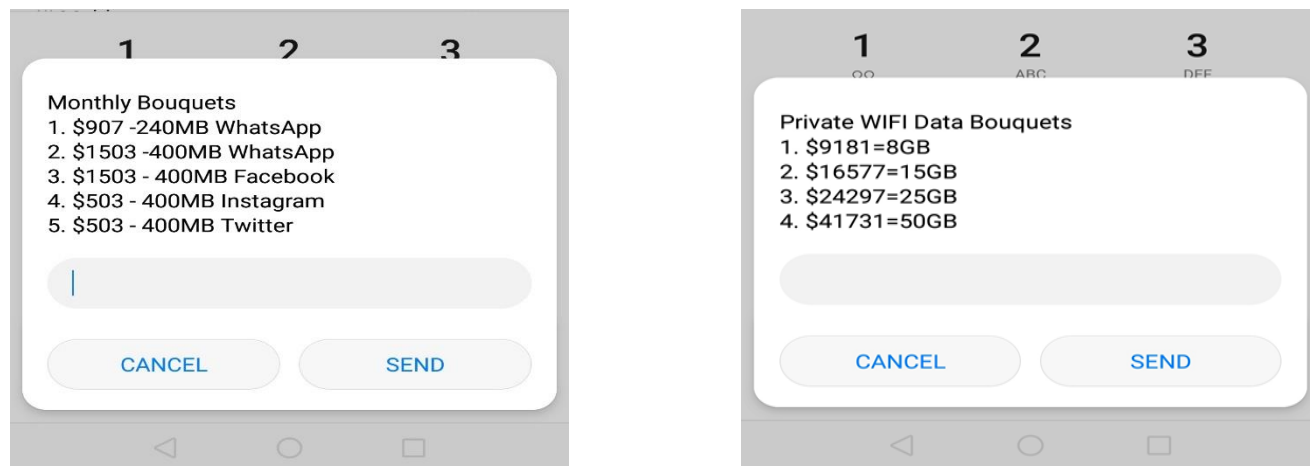 1 2 3
Monthly Bouquets
1. $907 -240MB WhatsApp
2. $1503 -400MB WhatsApp
3. $1503 - 400MB Facebook
4. $503 - 400MB Instagram
5. $503 - 400MB Twitter
CANCEL SEND
1 2 3
ABC DEF
Private WIFI Data Bouquets
1. $9181=8GB
2. $16577=15GB
3. $24297=25GB
4. $41731=50GB
CANCEL SEND